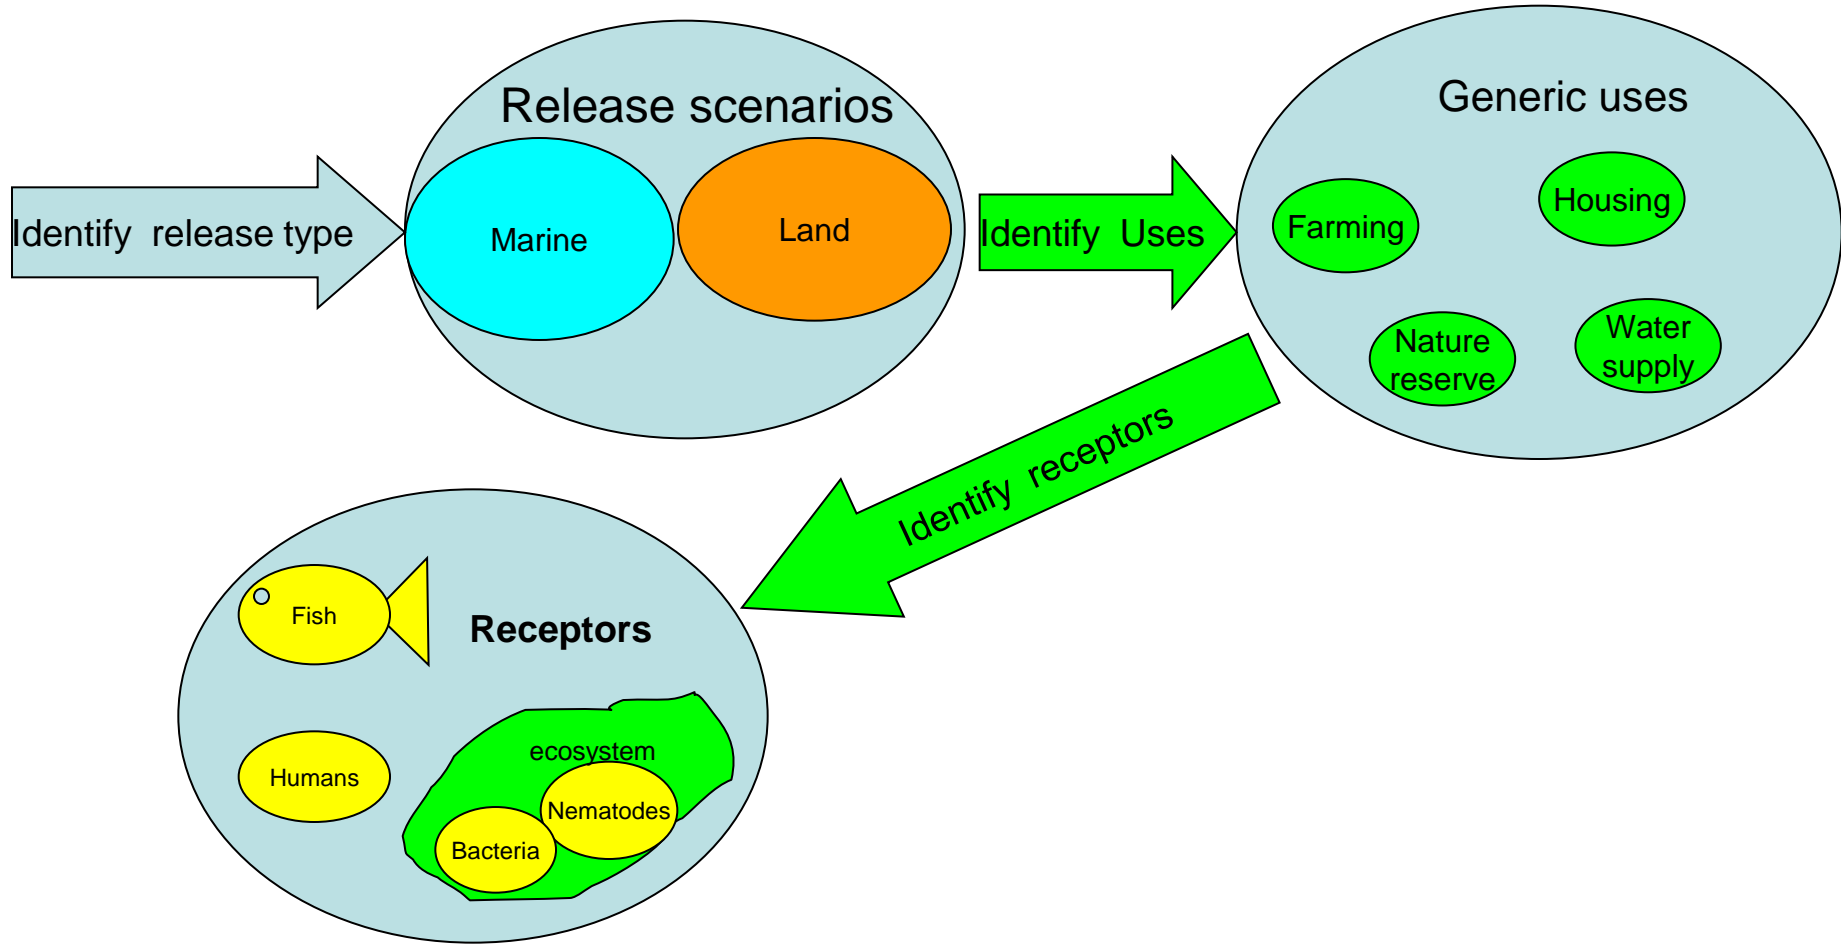 Identify release type
Release scenarios
Marine
Land
Identify Uses
Generic uses
Farming
Housing
Nature
reserve
Water
supply
Identify receptors
Receptors
Fish
Humans
ecosystem
Nematodes
Bacteria